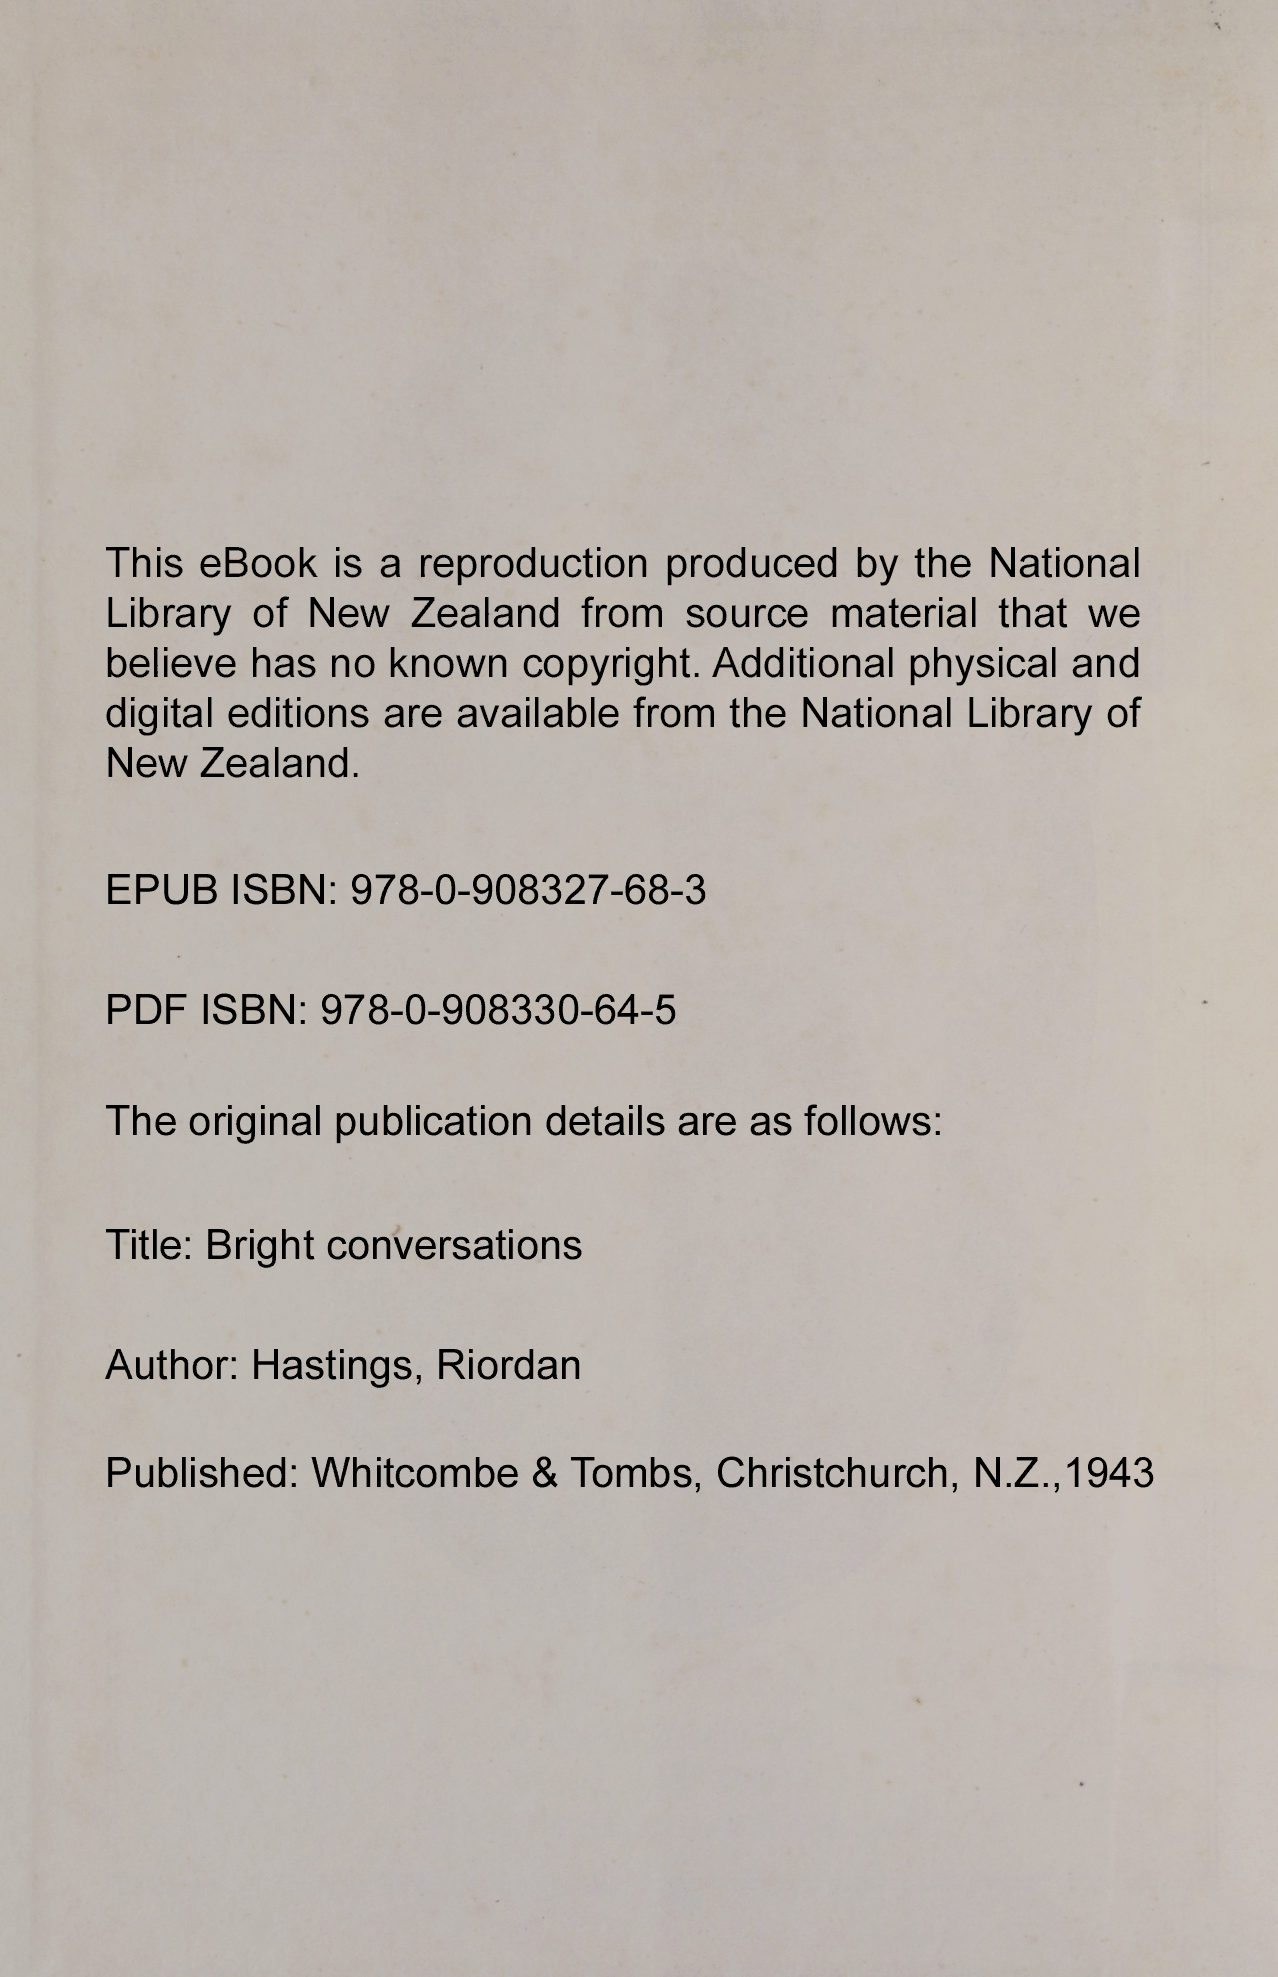 This eBook is a reproduction produced by the National
Library of New Zealand from source material that we
believe has no known copyright. Additional physical and
digital editions are available from the National Library of
New Zealand.
EPUB ISBN: 978-0-908327-68-3
PDF ISBN: 978-0-908330-64-5
The original publication details are as follows:
Title: Bright conversations
Author: Hastings, Riordan
Published: Whitcombe & Tombs, Christchurch, N.Z.,1943